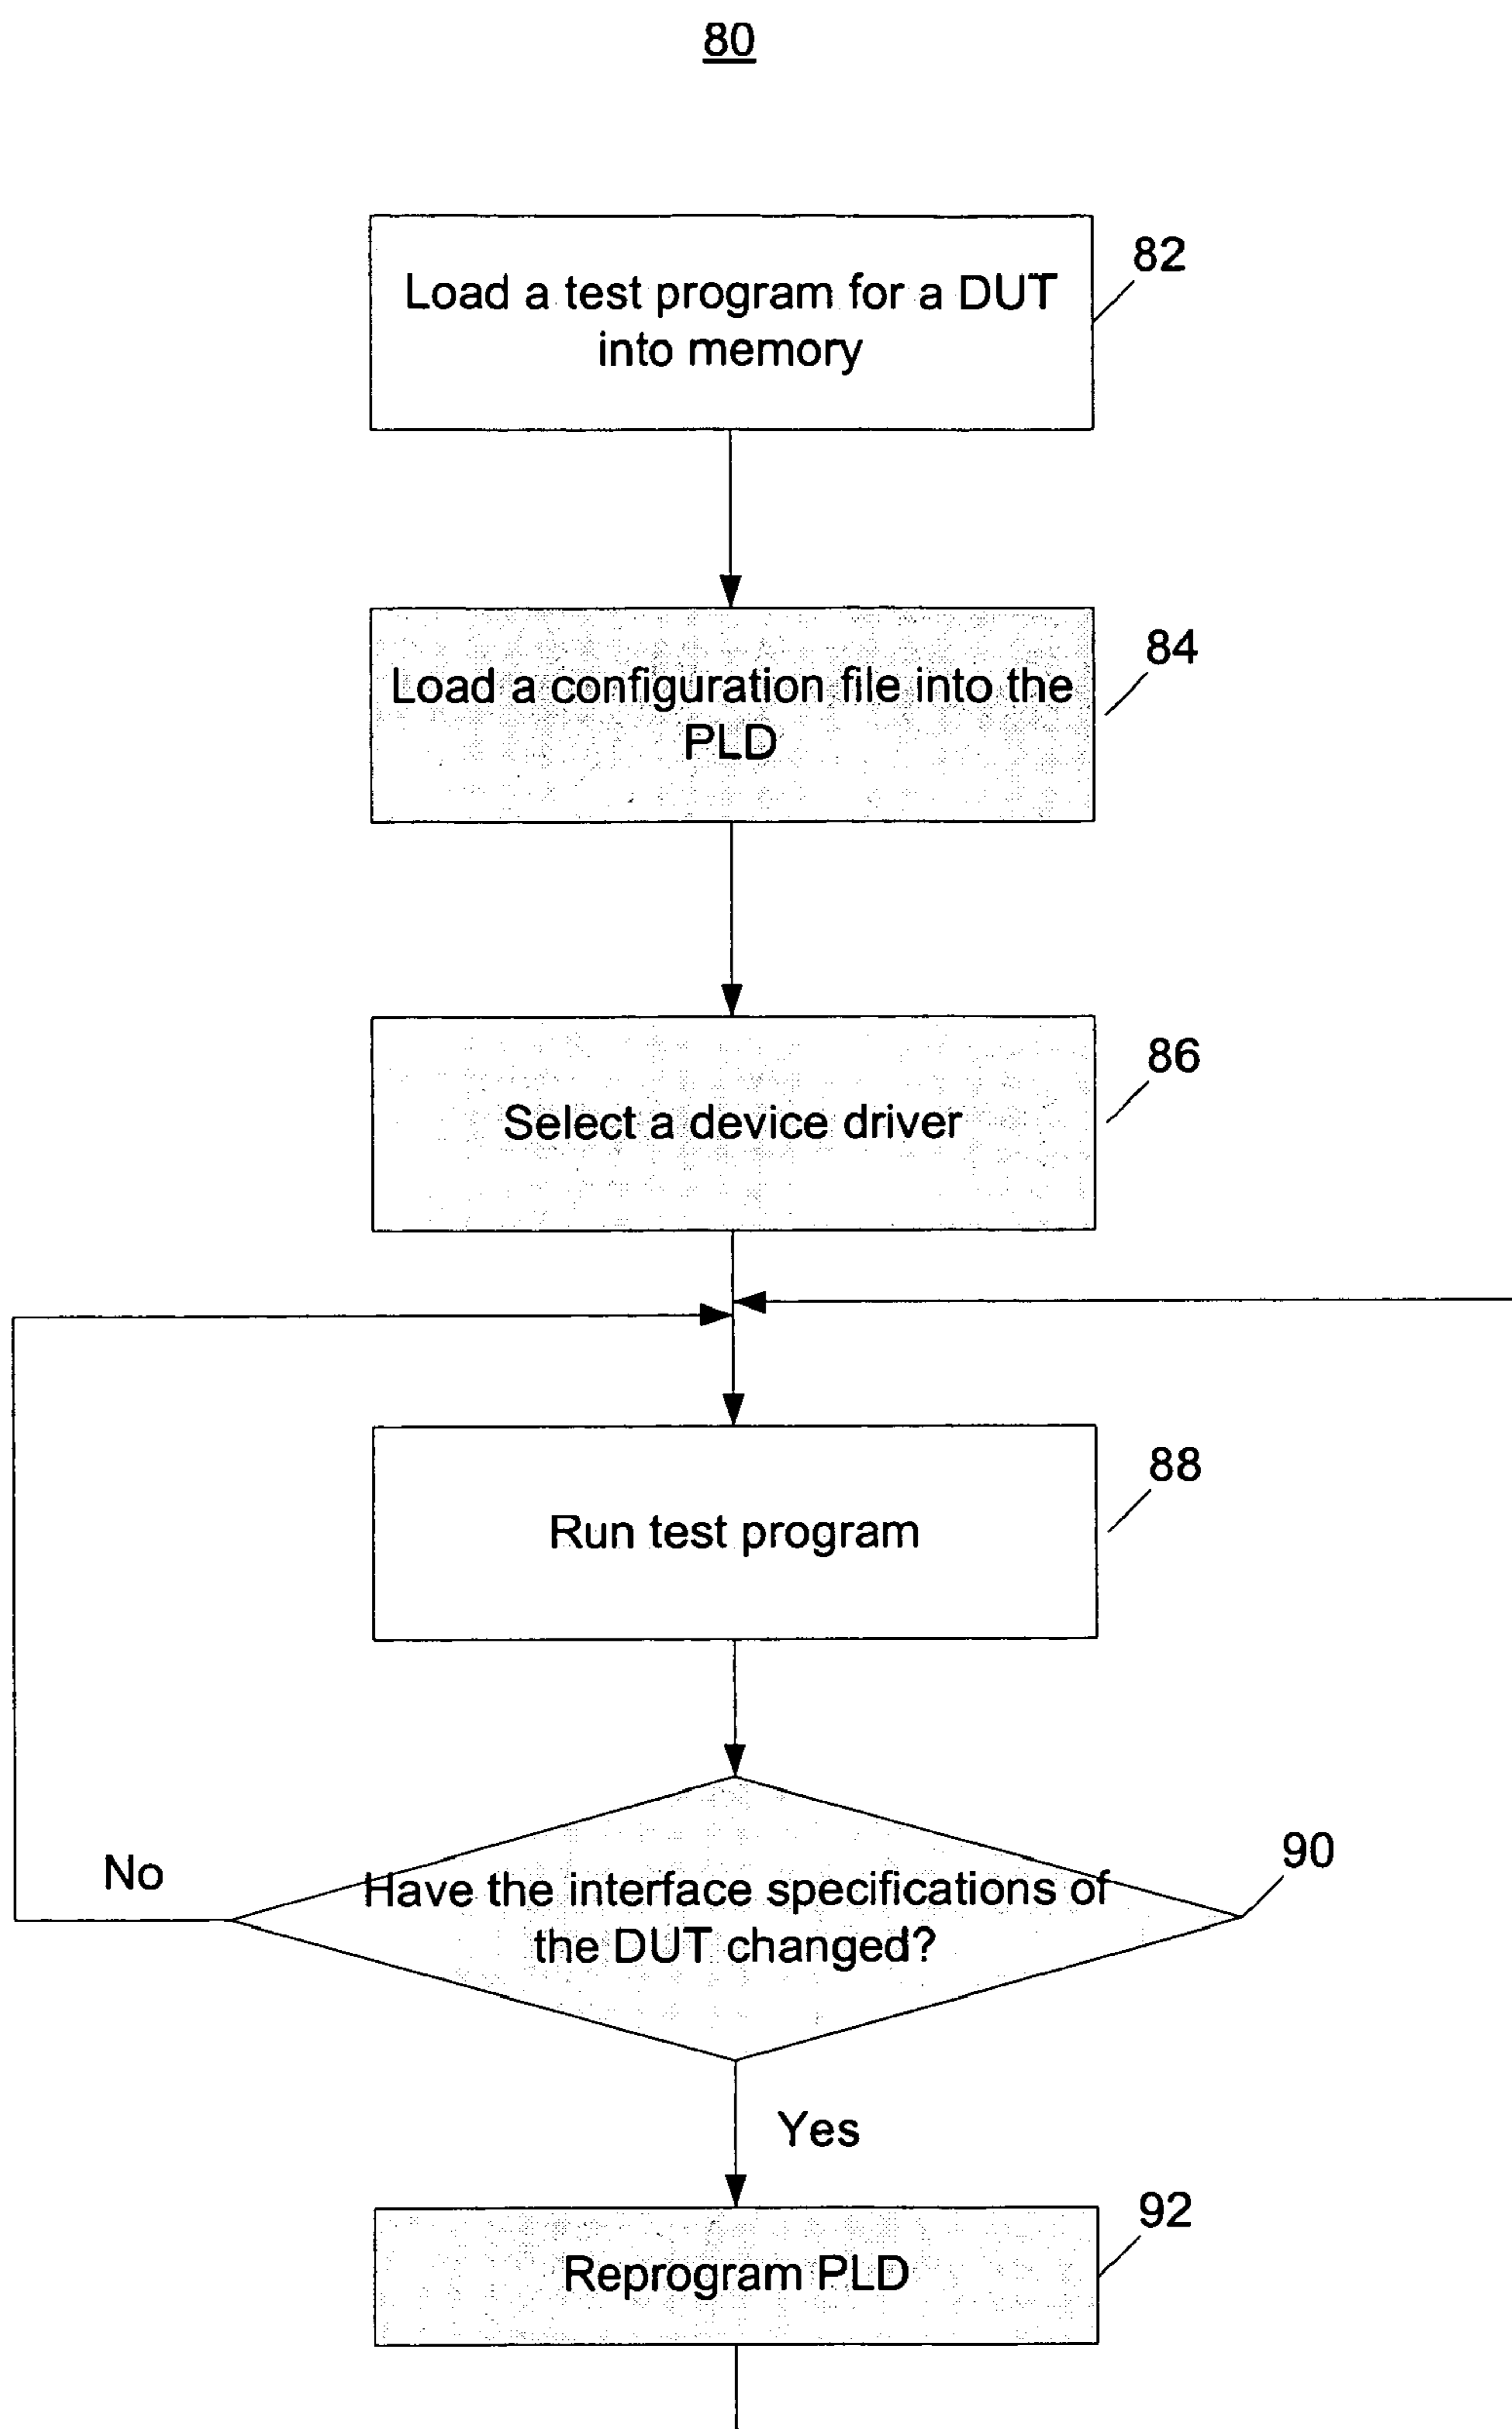 80
Load a test program for a DUT
into memory
82
Load a configuration file into the
PLD
84
Select a device driver
86
Run test program
88
Have the interface specifications of
the DUT changed?
90
No
Yes
Reprogram PLD
92